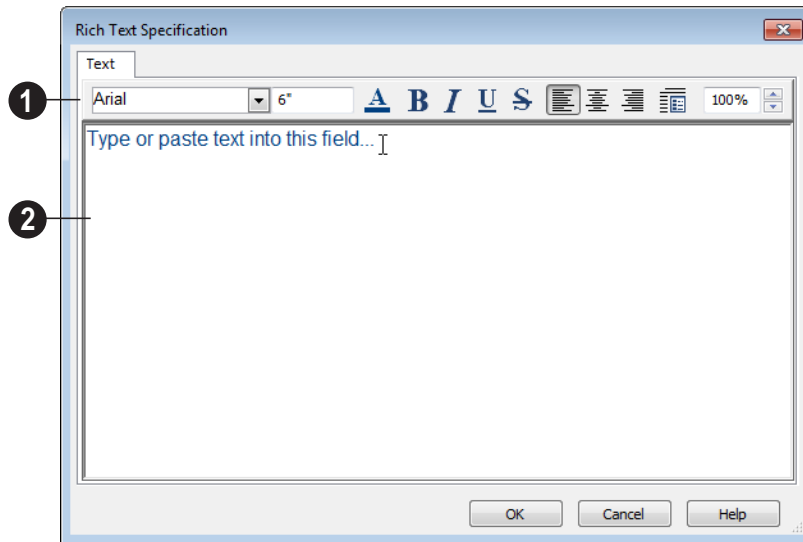 Rich Text Specification
Text
1
Arial 6" A B I U S 100%
Type or paste text into this field...
2
OK Cancel Help